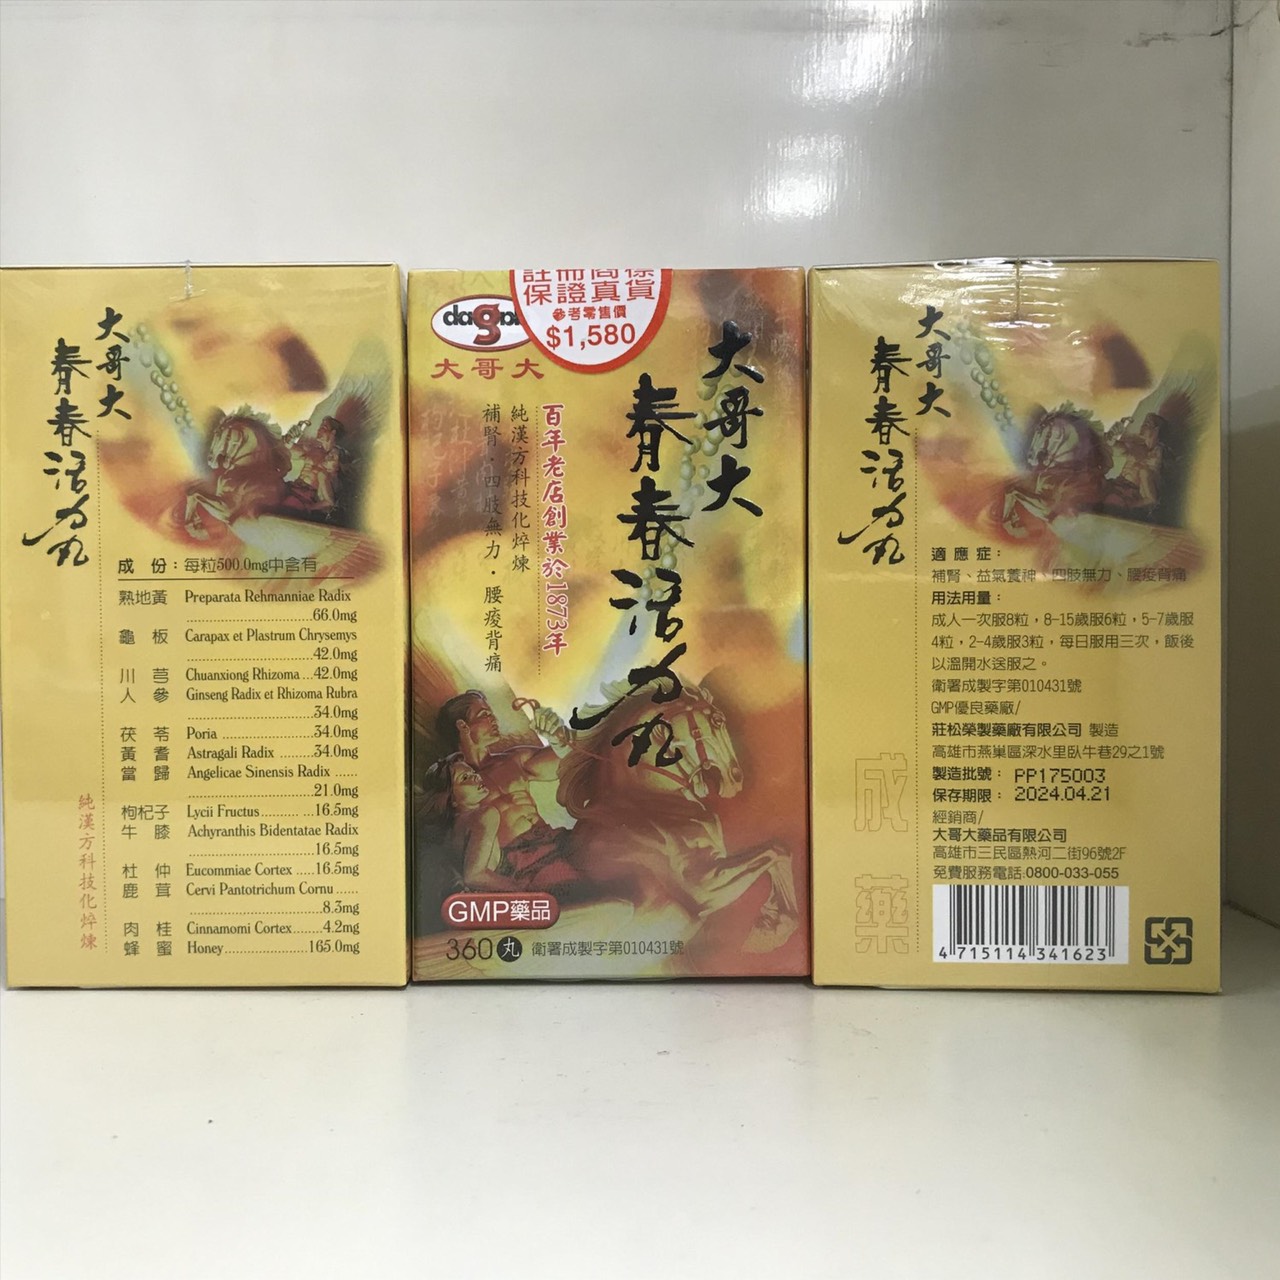 大哥大
青春活力丸
成 份：每粒500.0mg中含有
熟地黃 Preparata Rehmanniae Radix
66.0mg
龜 板 Carapax et Plastrum Chrysemys
42.0mg
川 芎 Chuanxiong Rhizoma...42.0mg
人 參 Ginseng Radix et Rhizoma Rubra
34.0mg
茯 苓 Poria 34.0mg
黃 耆 Astragali Radix 34.0mg
當 歸 Angelicae Sinensis Radix
21.0mg
枸杞子 Lycii Fructus 16.5mg
牛 膝 Achyranthis Bidentatae Radix
16.5mg
杜 仲 Eucommiae Cortex 16.5mg
鹿 茸 Cervi Pantotrichum Cornu
8.3mg
肉 桂 Cinnamomi Cortex 4.2mg
蜂 蜜 Honey 165.0mg
純漢方科技化焠煉
註冊商標
保證真貨
參考零售價
$1,580
大哥大
大哥大
青春活力丸
百年老店創業於1873年
純漢方科技化焠煉
補腎．四肢無力．腰痠背痛
GMP藥品
360丸 衛署成製字第010431號
大哥大
青春活力丸
適 應 症：
補腎、益氣養神、四肢無力、腰痠背痛
用法用量：
成人一次服8粒，8-15歲服6粒，5-7歲服
4粒，2-4歲服3粒，每日服用三次，飯後
以溫開水送服之。
衛署成製字第010431號
GMP優良藥廠/
莊松榮製藥廠有限公司 製造
高雄市燕巢區深水里臥牛巷29之1號
製造批號： PP175003
保存期限： 2024.04.21
經銷商/
大哥大藥品有限公司
高雄市三民區熱河二街96號2F
免費服務電話:0800-033-055
4 715114 341623
成藥